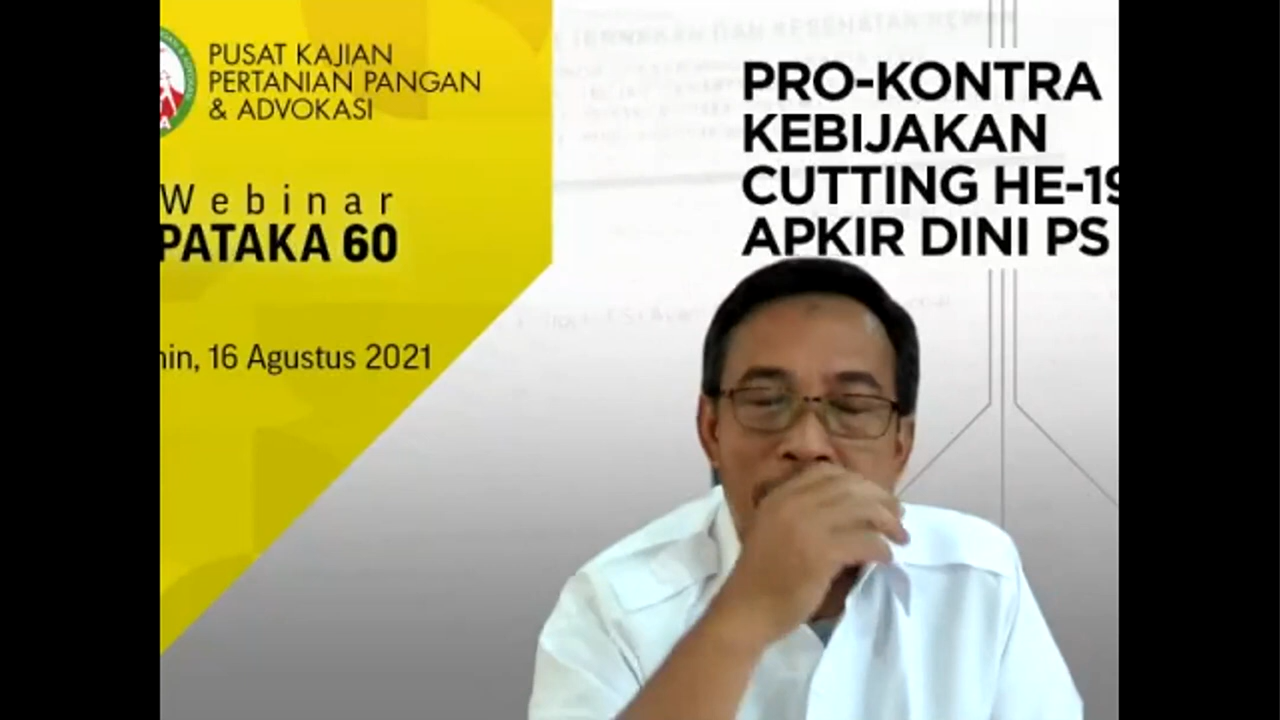 PUSAT KAJIAN
PERTANIAN PANGAN
& ADVOKASI
Webinar
PATAKA 60
nin, 16 Agustus 2021
PRO-KONTRA
KEBIJAKAN
CUTTING HE-19
APKIR DINI PS